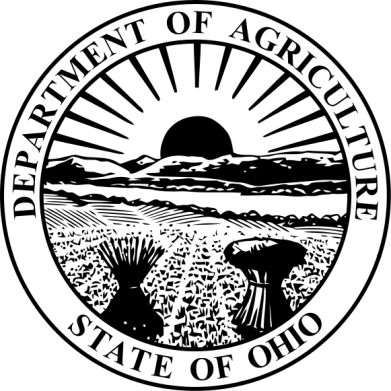 DEPARTMENT OF AGRICULTURE
STATE OF OHIO